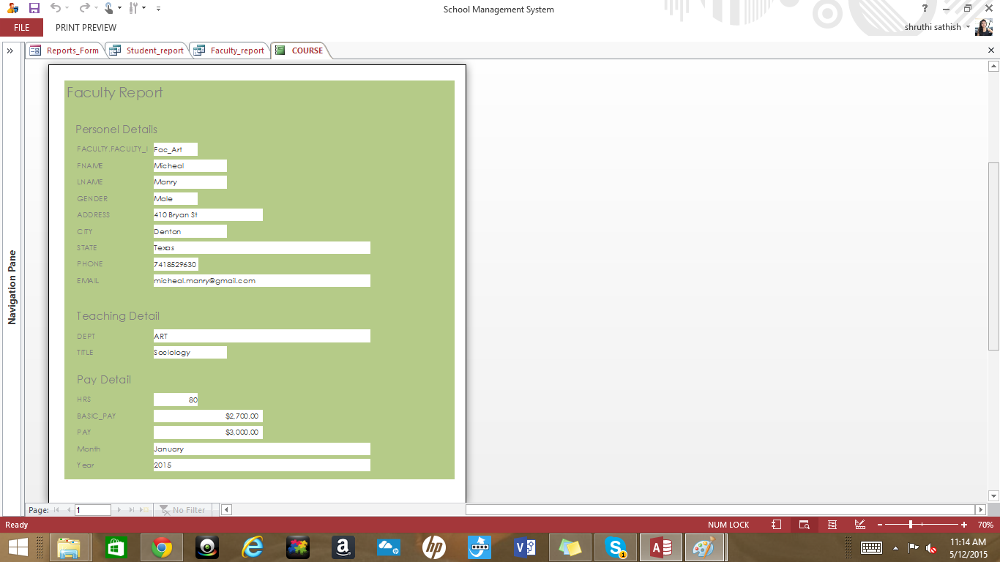 School Management System
?
FILE PRINT PREVIEW shruthi sathish
Reports_Form Student_report Faculty_report COURSE
Navigation Pane
Faculty Report
Personel Details
FACULTY.FACULTY_I Fac_Art
FNAME Micheal
LNAME Manry
GENDER Male
ADDRESS 410 Bryan St
CITY Denton
STATE Texas
PHONE 7418529630
EMAIL micheal.manry@gmail.com
Teaching Detail
DEPT ART
TITLE Sociology
Pay Detail
HRS 80
BASIC_PAY $2,700.00
PAY $3,000.00
Month January
Year 2015
Page: 1 No Filter
Ready NUM LOCK 70%
11:14 AM
5/12/2015